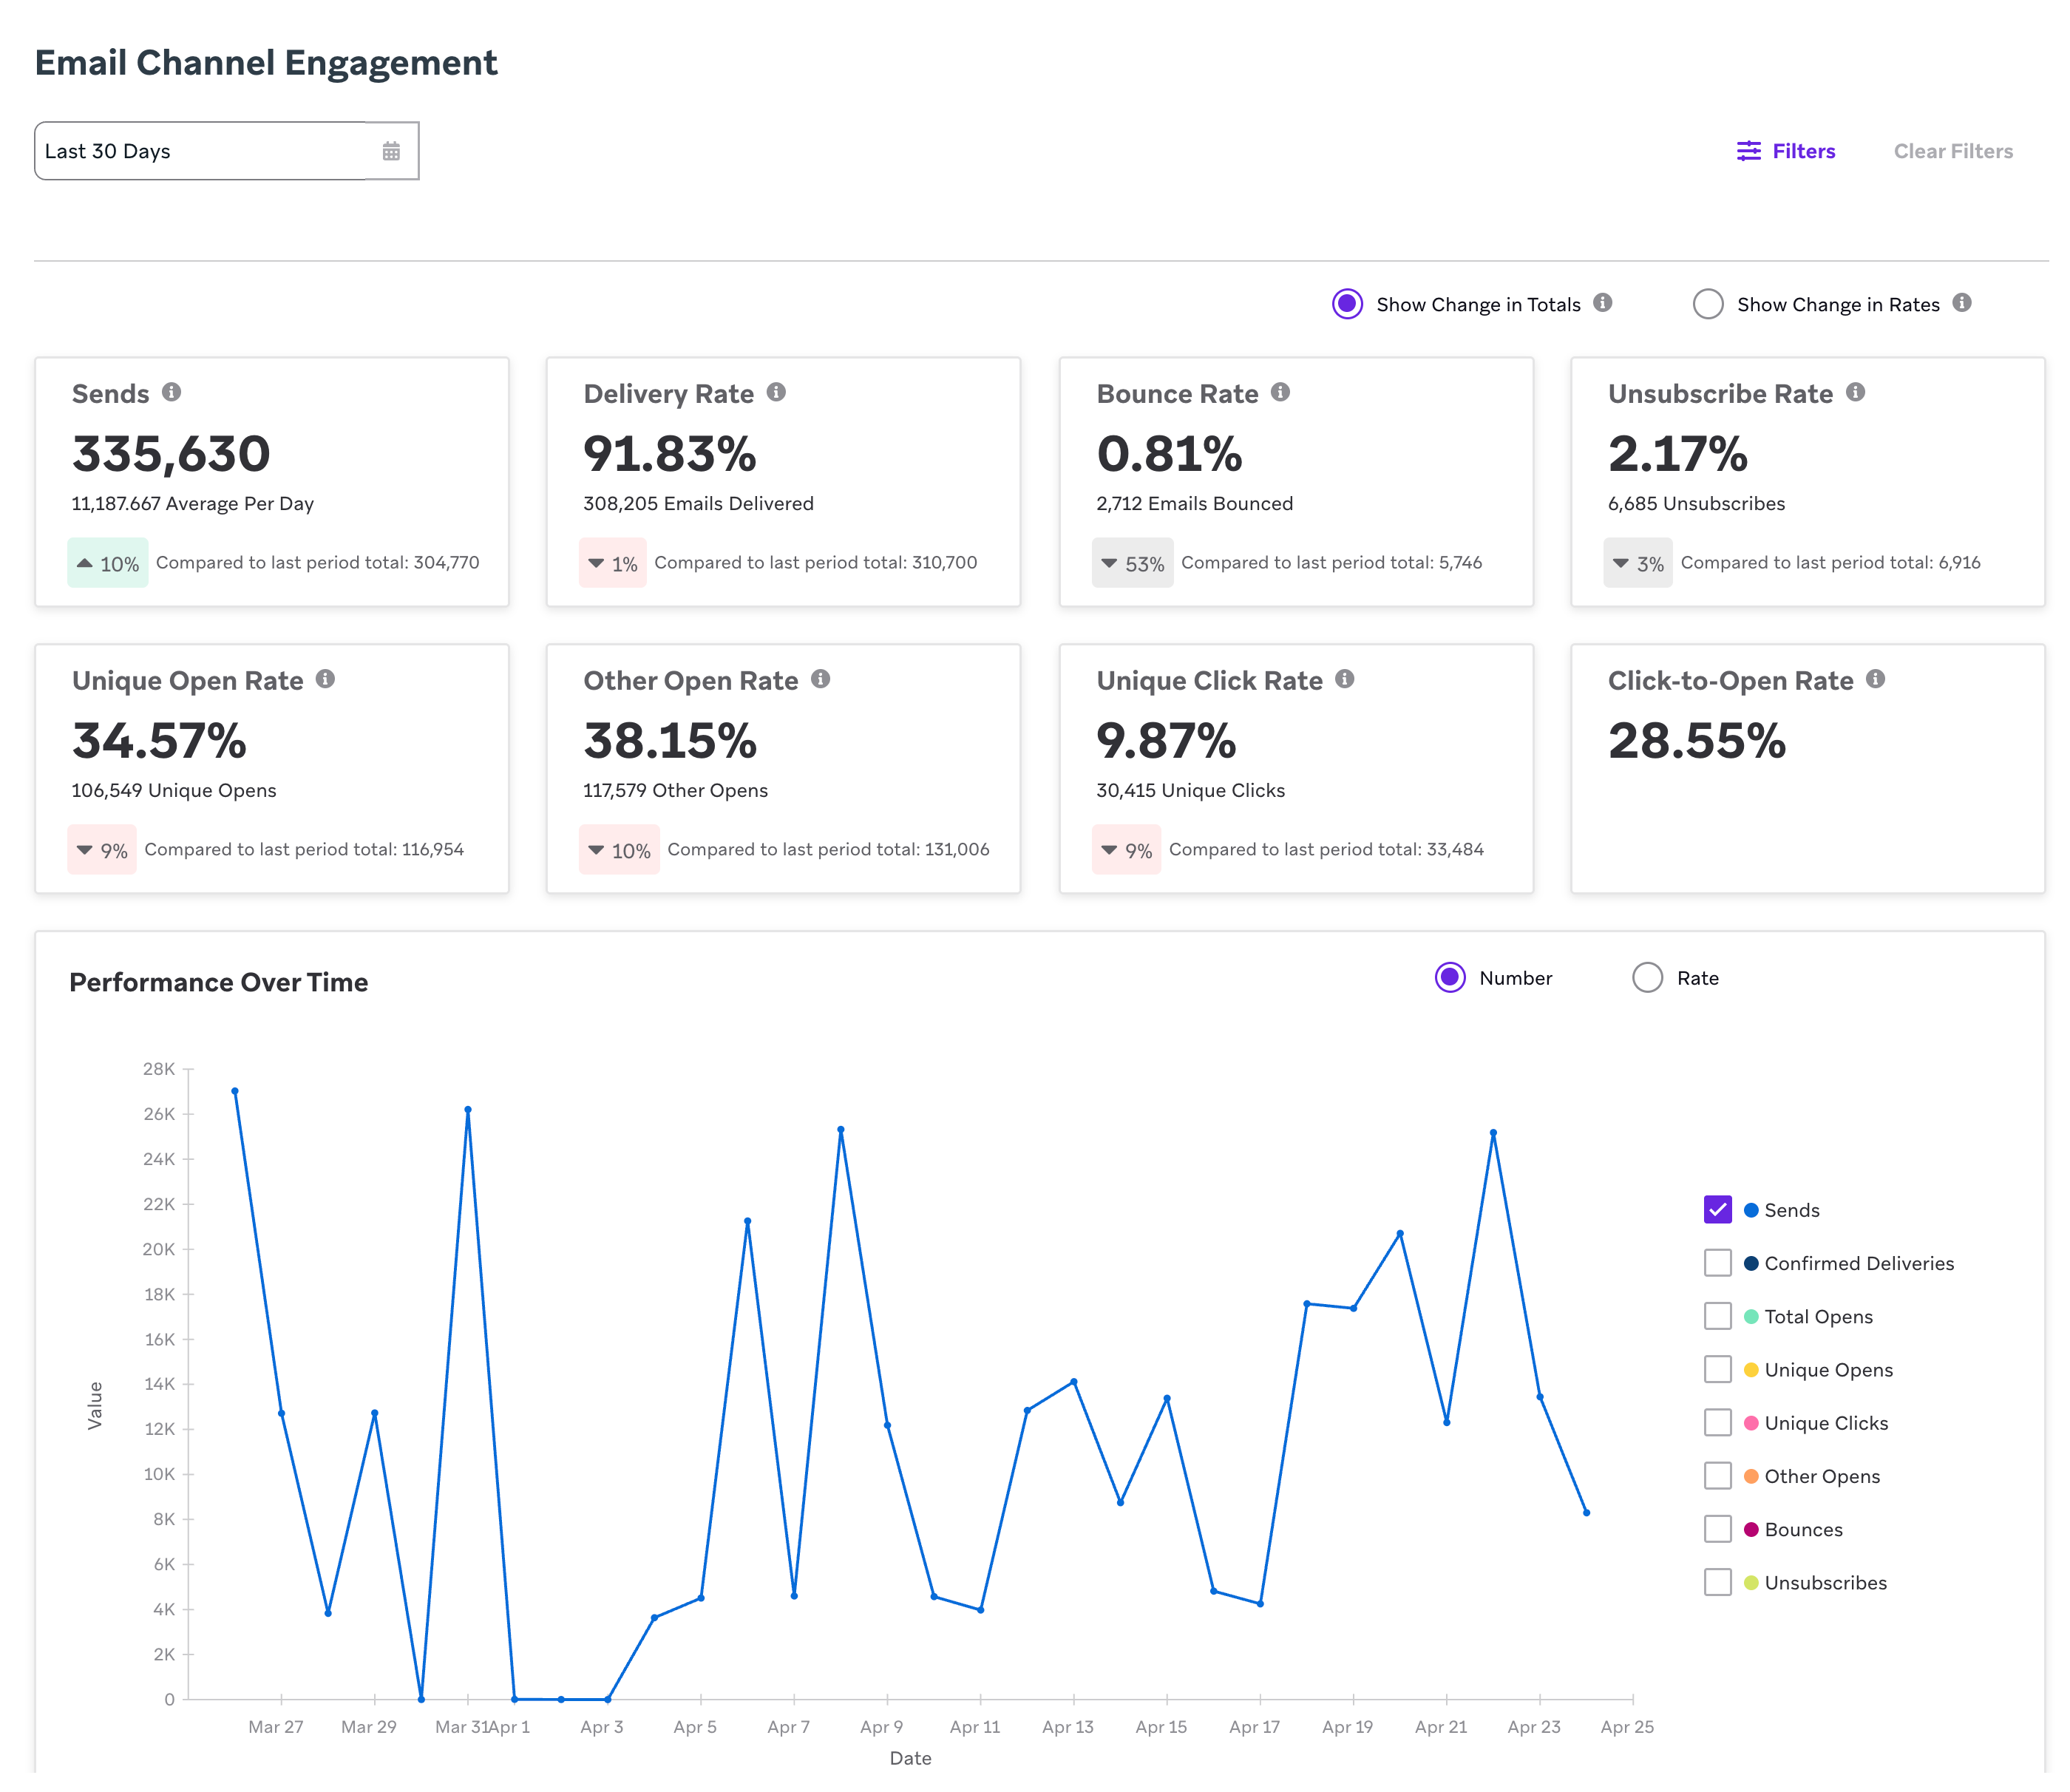 Email Channel Engagement
Last 30 Days
Filters
Clear Filters
Show Change in Totals
Show Change in Rates
Sends
335,630
11,187.667 Average Per Day
10% Compared to last period total: 304,770
Delivery Rate
91.83%
308,205 Emails Delivered
1% Compared to last period total: 310,700
Bounce Rate
0.81%
2,712 Emails Bounced
53% Compared to last period total: 5,746
Unsubscribe Rate
2.17%
6,685 Unsubscribes
3% Compared to last period total: 6,916
Unique Open Rate
34.57%
106,549 Unique Opens
9% Compared to last period total: 116,954
Other Open Rate
38.15%
117,579 Other Opens
10% Compared to last period total: 131,006
Unique Click Rate
9.87%
30,415 Unique Clicks
9% Compared to last period total: 33,484
Click-to-Open Rate
28.55%
Performance Over Time
Number
Rate
28K
26K
24K
22K
20K
18K
16K
14K
12K
10K
8K
6K
4K
2K
0
Value
Mar 27
Mar 29
Mar 31
Apr 1
Apr 3
Apr 5
Apr 7
Apr 9
Apr 11
Apr 13
Apr 15
Apr 17
Apr 19
Apr 21
Apr 23
Apr 25
Date
Sends
Confirmed Deliveries
Total Opens
Unique Opens
Unique Clicks
Other Opens
Bounces
Unsubscribes